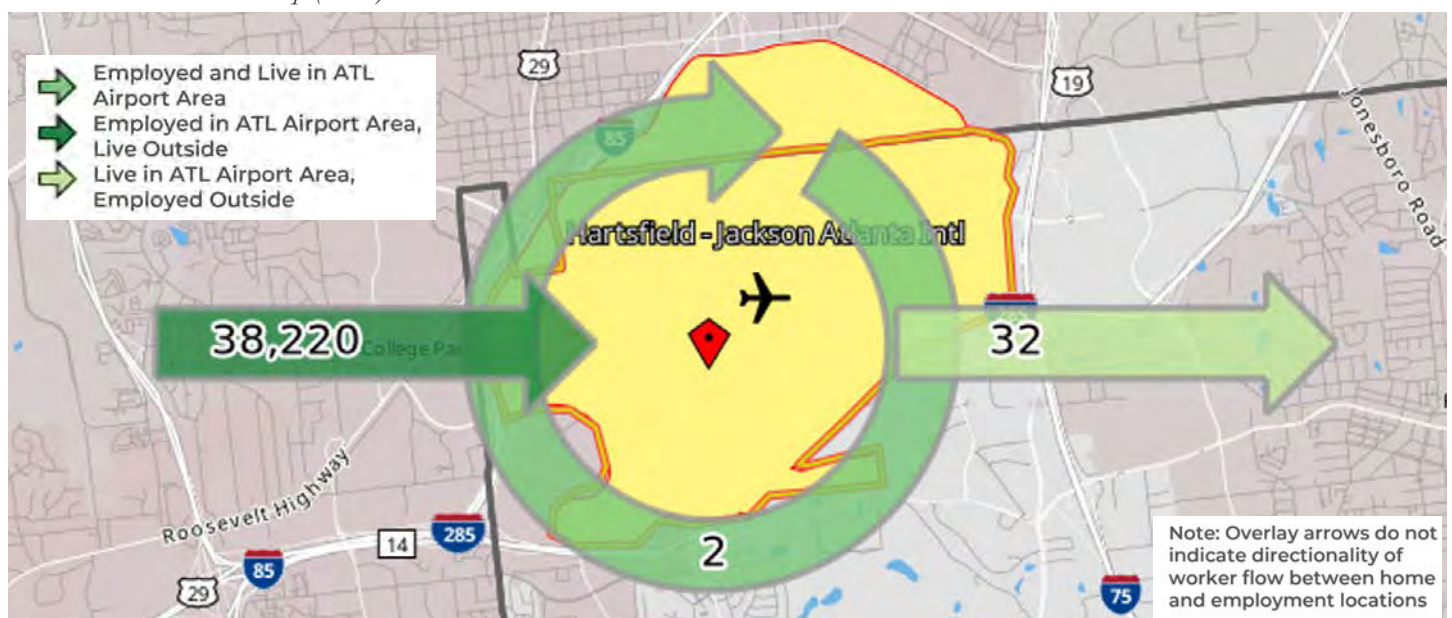 Employed and Live in ATL
Airport Area
Employed in ATL Airport Area,
Live Outside
Live in ATL Airport Area,
Employed Outside
29
19
85
Jonesboro Road
Hartsfield - Jackson Atlanta Intl
38,220
College Pa
32
Roosevelt Highway
285
14
2
85
29
75
Note: Overlay arrows do not
indicate directionality of
worker flow between home
and employment locations